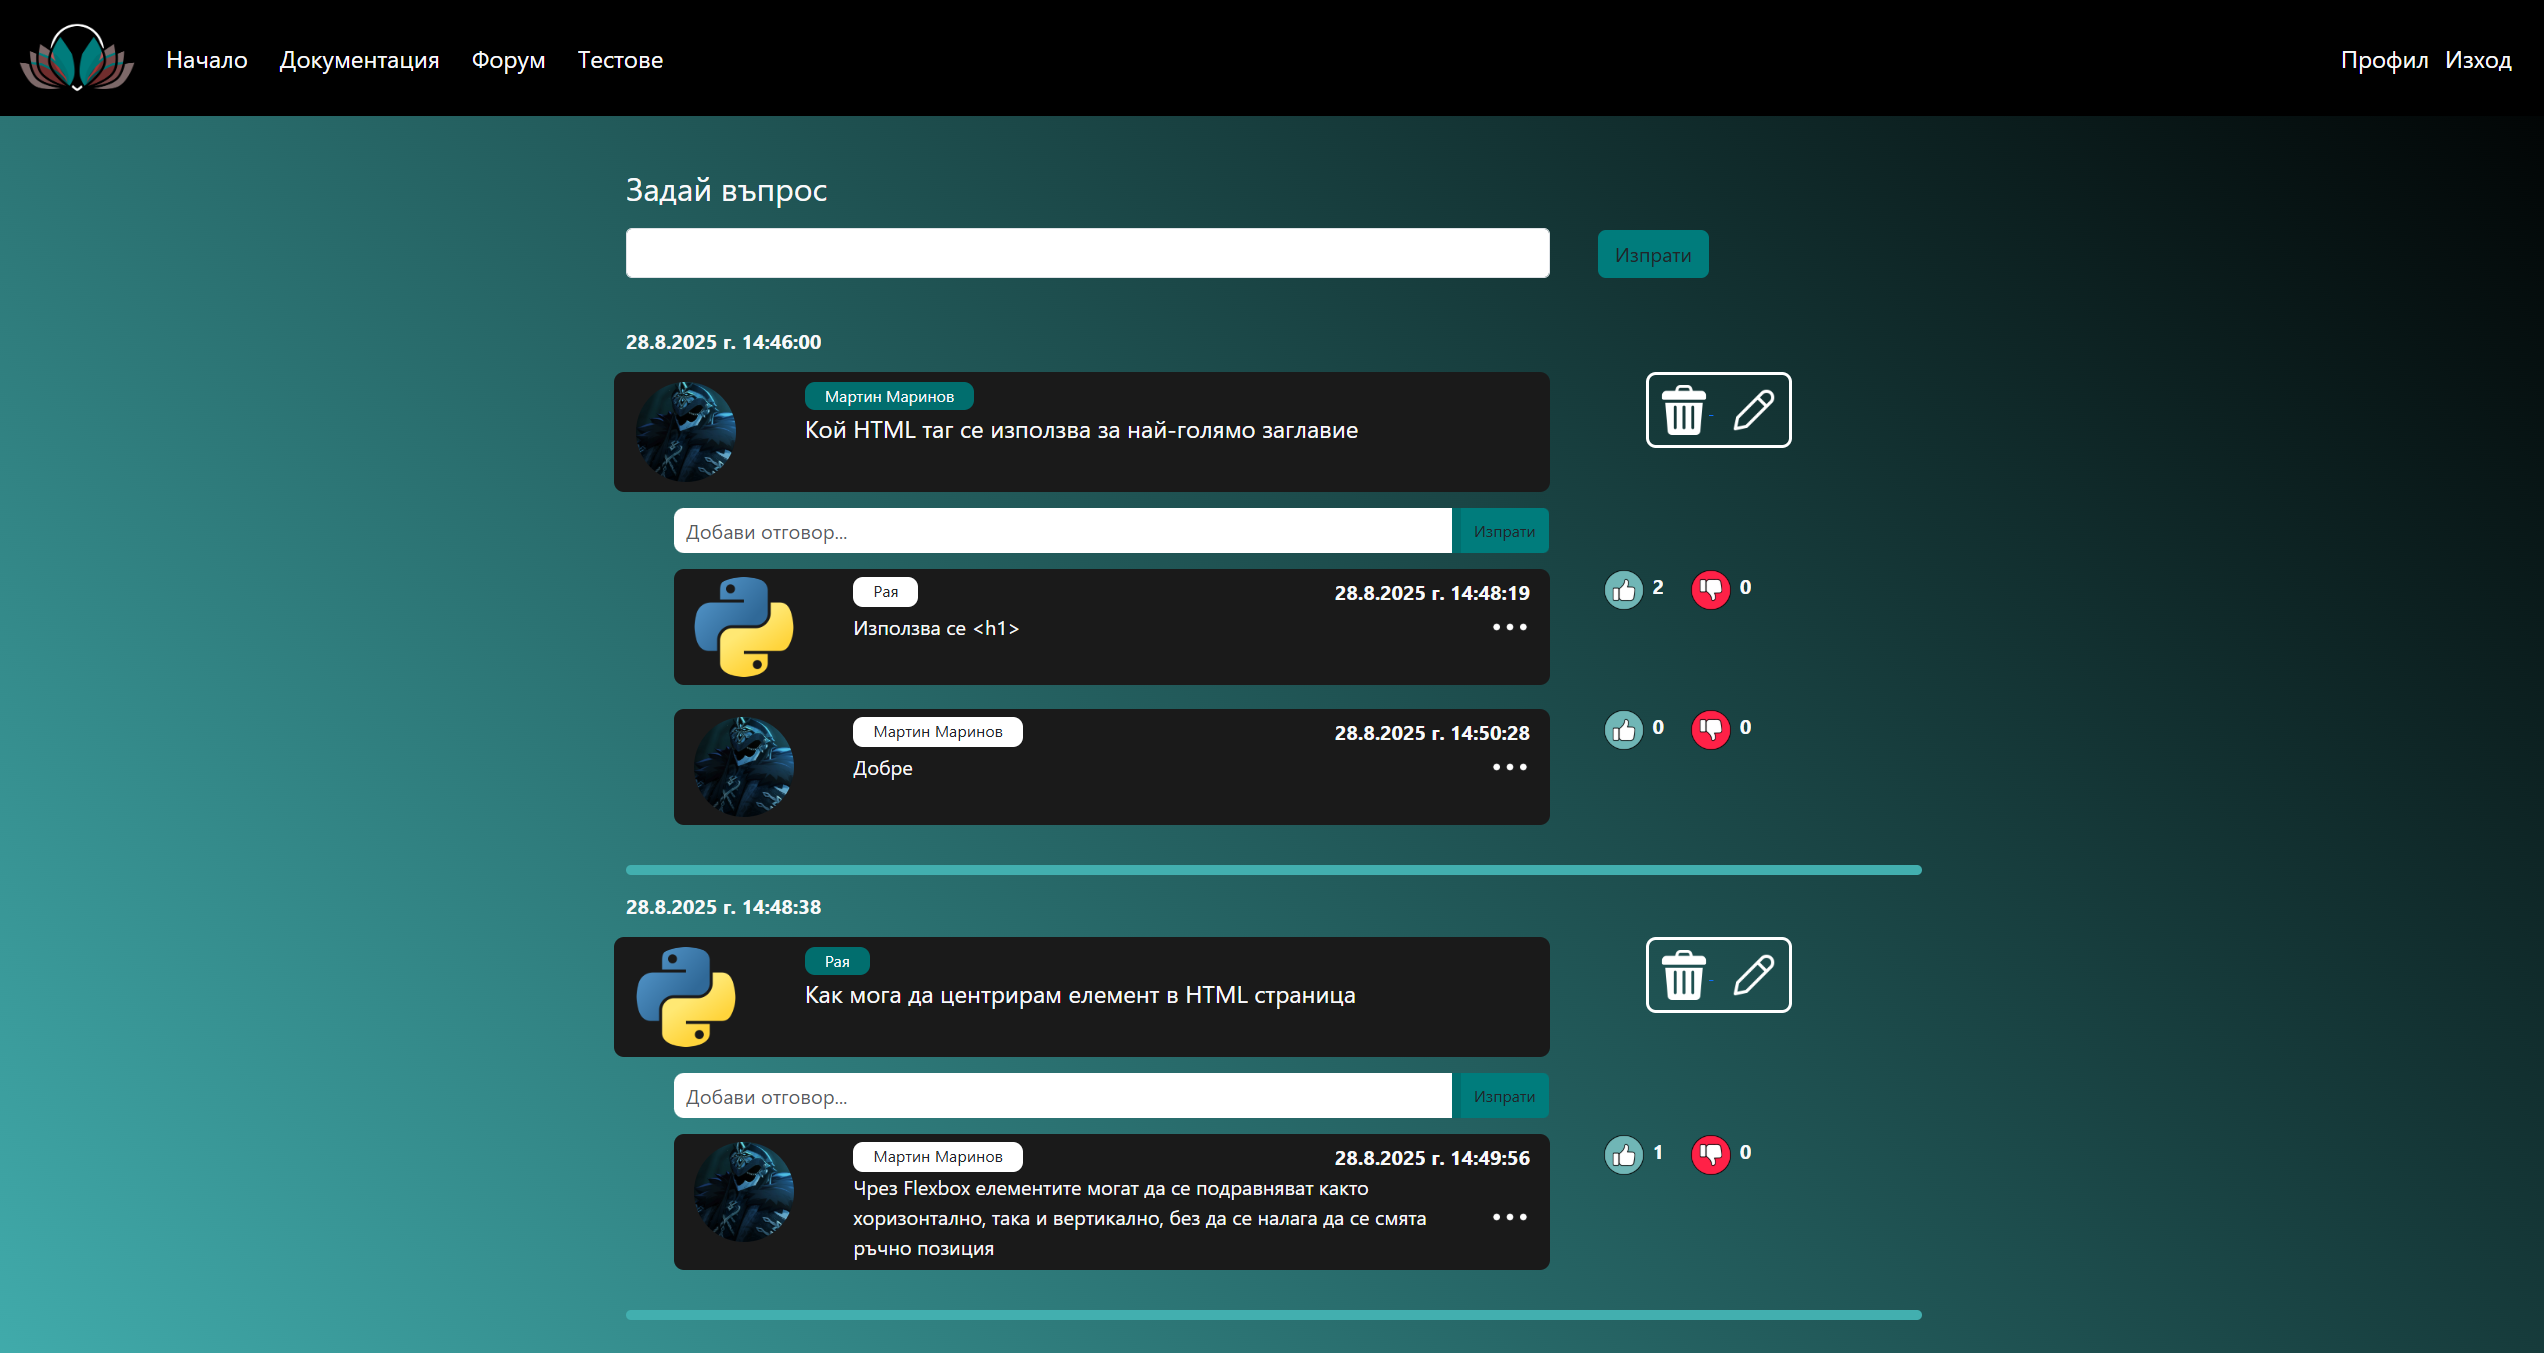 Начало Документация Форум Тестове Профил Изход
Задай въпрос
Изпрати
28.8.2025 г. 14:46:00
Мартин Маринов
Кой HTML таг се използва за най-голямо заглавие
Добави отговор... Изпрати
Рая 28.8.2025 г. 14:48:19 2 0
Използва се <h1>
Мартин Маринов 28.8.2025 г. 14:50:28 0 0
Добре
28.8.2025 г. 14:48:38
Рая
Как мога да центрирам елемент в HTML страница
Добави отговор... Изпрати
Мартин Маринов 28.8.2025 г. 14:49:56 1 0
Чрез Flexbox елементите могат да се подравняват както
хоризонтално, така и вертикално, без да се налага да се смята
ръчно позиция